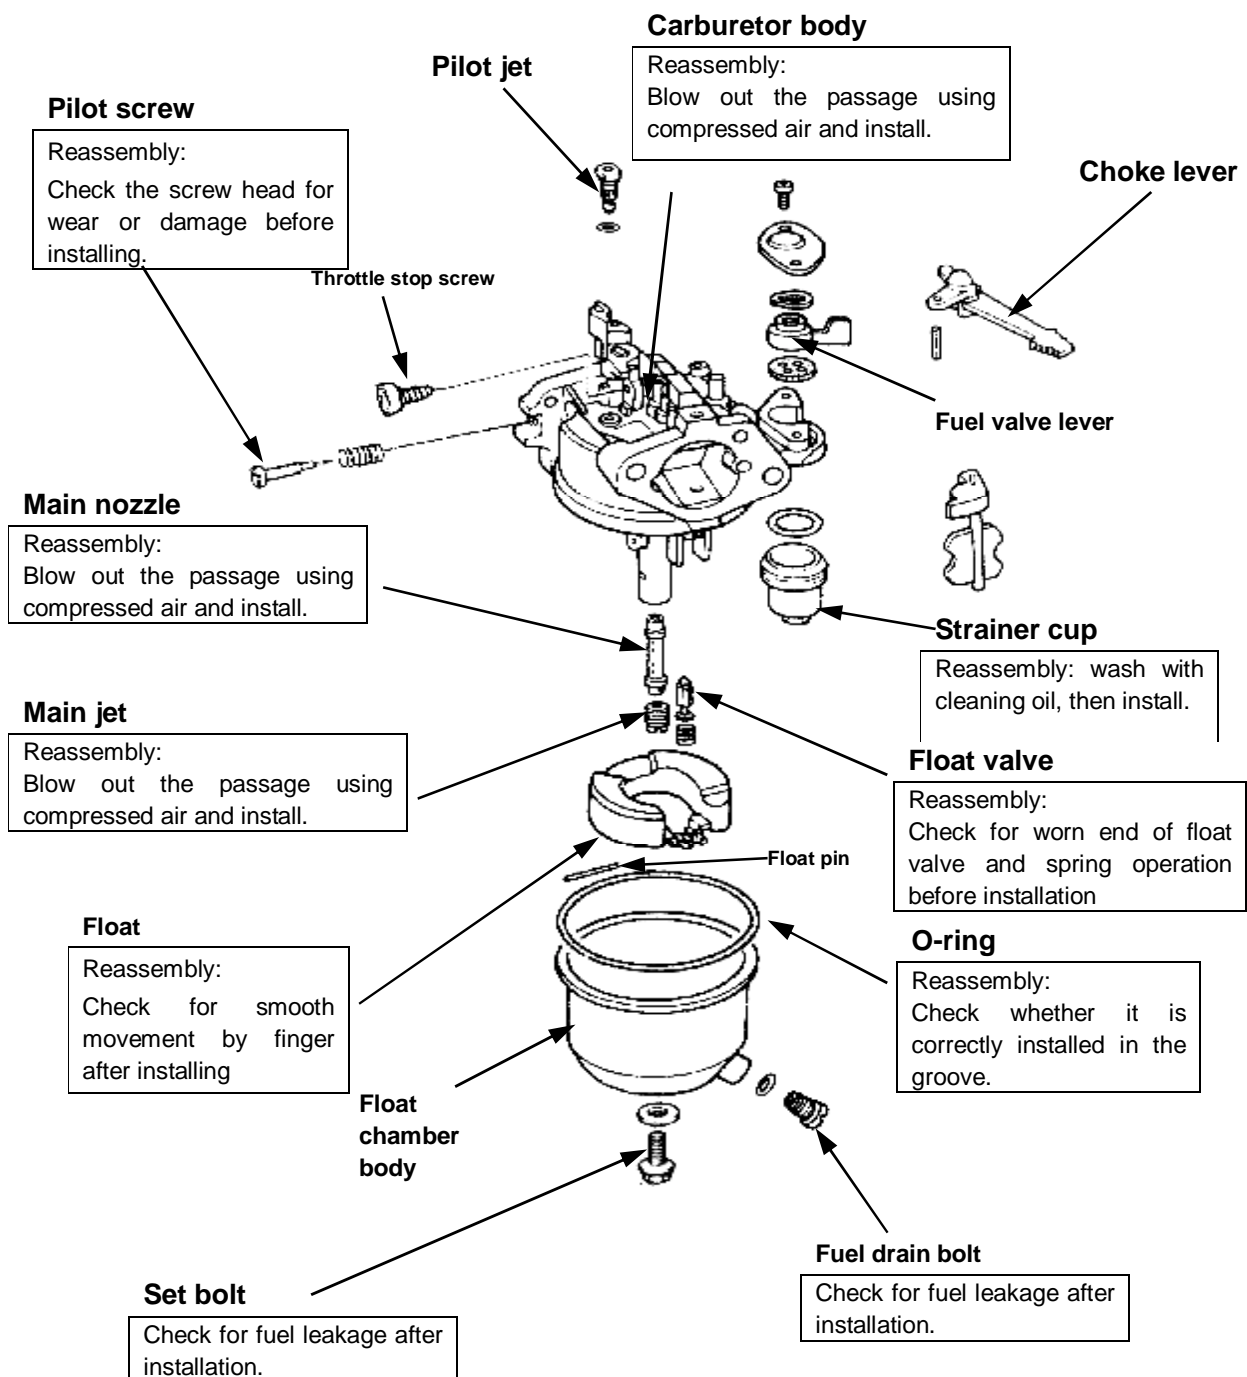 Carburetor body
Reassembly:
Blow out the passage using
compressed air and install.
Pilot jet
Pilot screw
Reassembly:
Check the screw head for
wear or damage before
installing.
Choke lever
Throttle stop screw
Fuel valve lever
Main nozzle
Reassembly:
Blow out the passage using
compressed air and install.
Strainer cup
Reassembly: wash with
cleaning oil, then install.
Main jet
Reassembly:
Blow out the passage using
compressed air and install.
Float valve
Reassembly:
Check for worn end of float
valve and spring operation
before installation
Float pin
Float
Reassembly:
Check for smooth
movement by finger
after installing
O-ring
Reassembly:
Check whether it is
correctly installed in the
groove.
Float
chamber
body
Fuel drain bolt
Check for fuel leakage after
installation.
Set bolt
Check for fuel leakage after
installation.